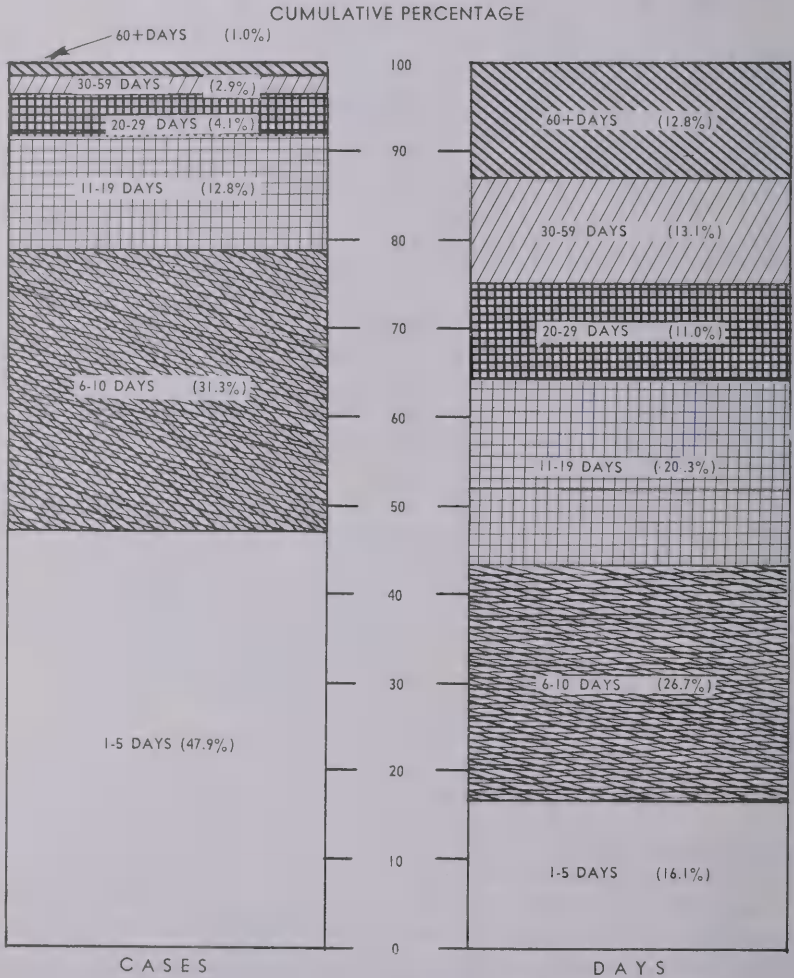 CUMULATIVE PERCENTAGE
60+DAYS (1.0%)
30-59 DAYS (2.9%)
20-29 DAYS (4.1%)
11-19 DAYS (12.8%)
6-10 DAYS (31.3%)
1-5 DAYS (47.9%)
CASES
100
90
80
70
60
50
40
30
20
10
0
60+DAYS (12.8%)
30-59 DAYS (13.1%)
20-29 DAYS (11.0%)
11-19 DAYS (20.3%)
6-10 DAYS (26.7%)
1-5 DAYS (16.1%)
DAYS